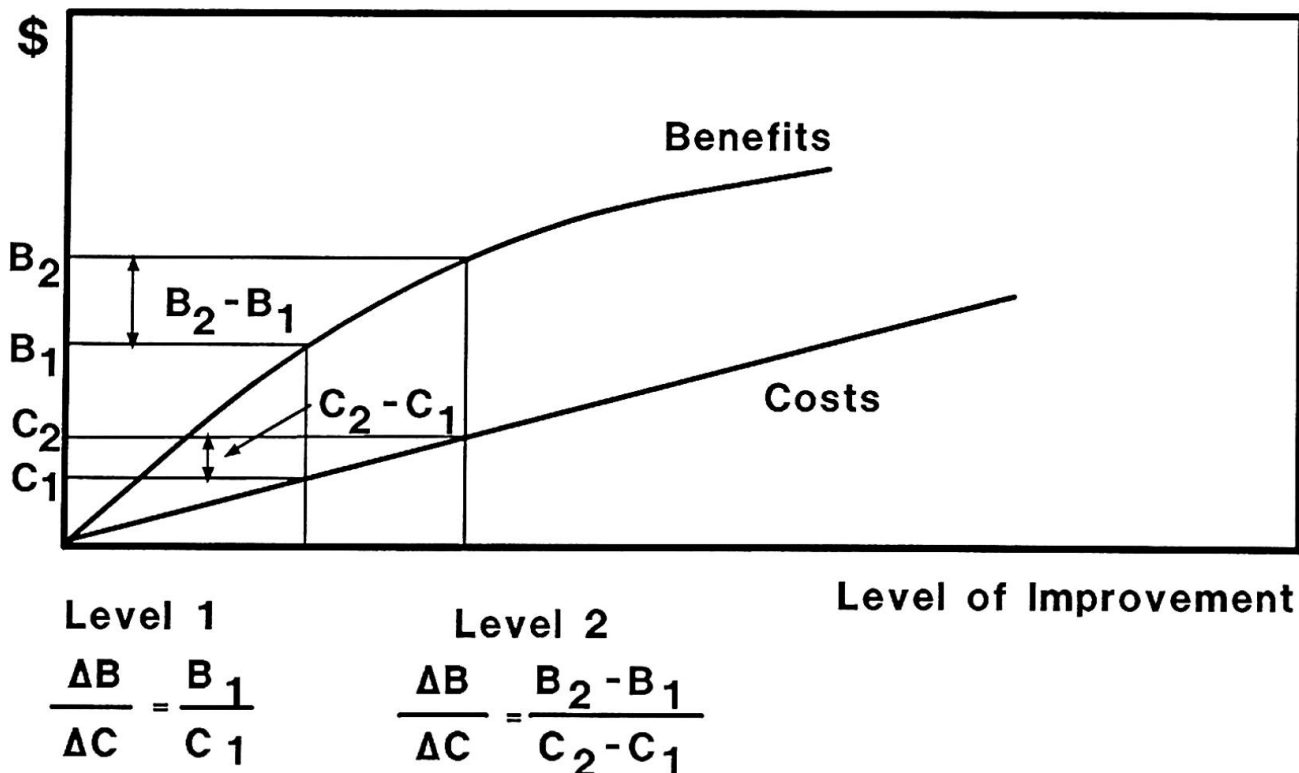 $
Benefits
B2
B2-B1
B1
C2-C1
Costs
C2
C1
Level of Improvement
Level 1
Level 2
ΔB/ΔC = B1/C1
ΔB/ΔC = B2-B1/C2-C1